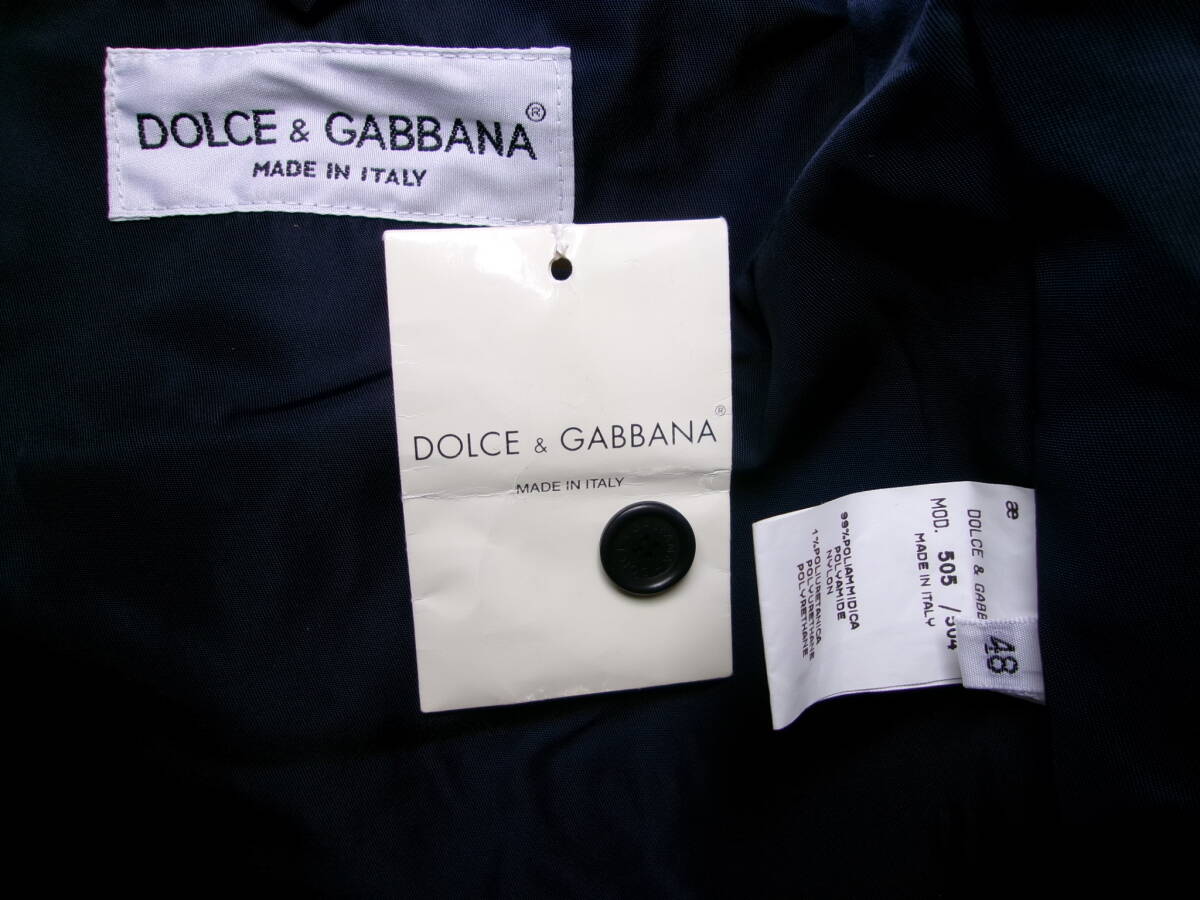 DOLCE & GABBANA®
MADE IN ITALY
DOLCE & GABBANA®
MADE IN ITALY
æ
DOLCE & GABB
MOD. 505 /504
MADE IN ITALY
99%POLIAMMIDICA
POLYAMIDE
NYLON
1%POLIURETANICA
POLYURETHANE
POLYRETHANE
48